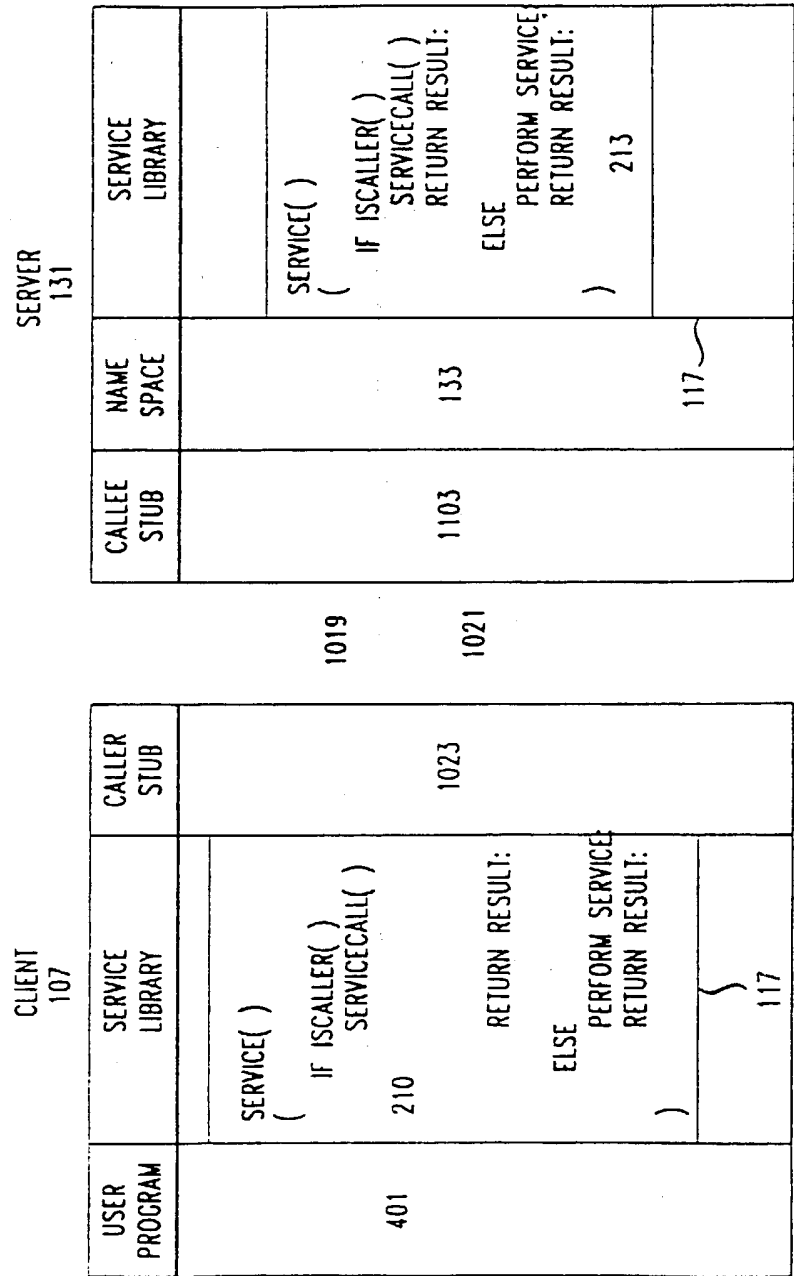 CLIENT
107
USER
PROGRAM
SERVICE
LIBRARY
CALLER
STUB
401
SERVICE( )
(
IF ISCALLER( )
SERVICECALL( )
210
RETURN RESULT:
ELSE
PERFORM SERVICE:
RETURN RESULT:
)
117
1023
1019
1021
SERVER
131
CALLEE
STUB
NAME
SPACE
SERVICE
LIBRARY
1103
133
117
SERVICE( )
(
IF ISCALLER( )
SERVICECALL( )
RETURN RESULT:
ELSE
PERFORM SERVICE;
RETURN RESULT:
)
213